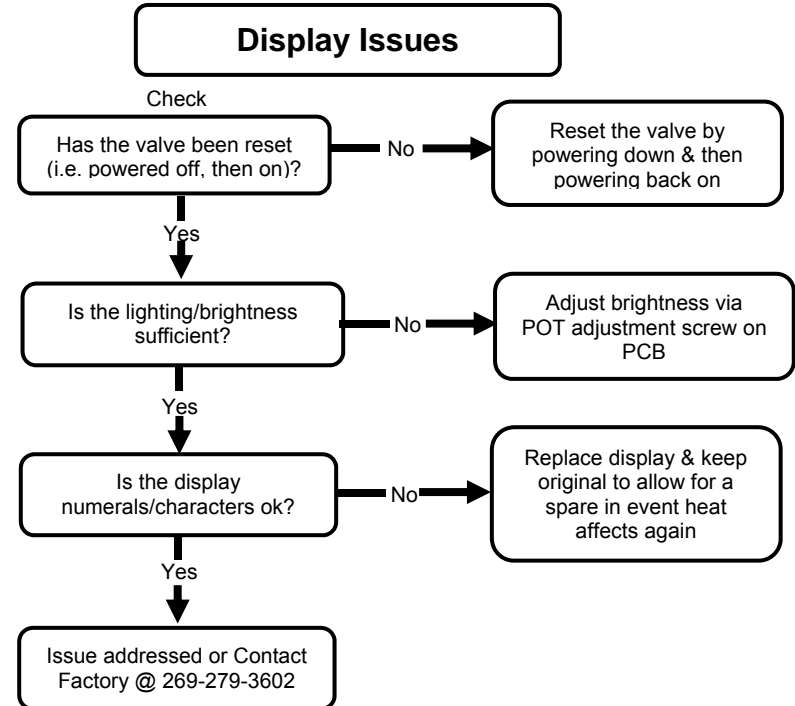 Display Issues
Check
Has the valve been reset
(i.e. powered off, then on)?
No
Reset the valve by
powering down & then
powering back on
Yes
Is the lighting/brightness
sufficient?
No
Adjust brightness via
POT adjustment screw on
PCB
Yes
Is the display
numerals/characters ok?
No
Replace display & keep
original to allow for a
spare in event heat
affects again
Yes
Issue addressed or Contact
Factory @ 269-279-3602